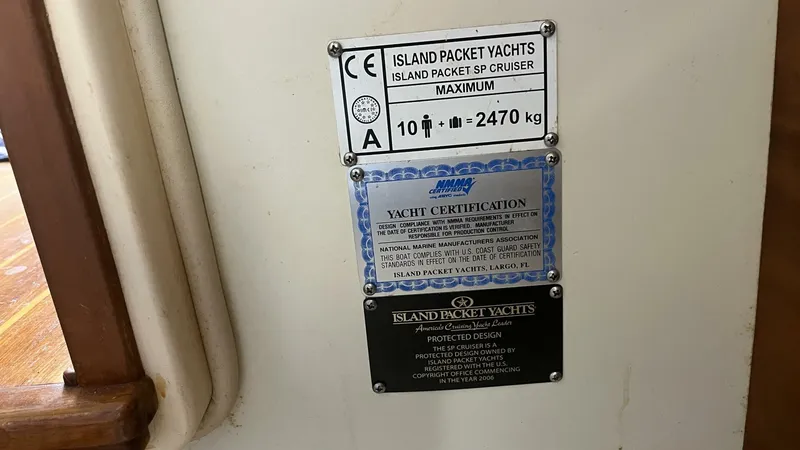 CE
ISLAND PACKET YACHTS
ISLAND PACKET SP CRUISER
MAXIMUM
10 + = 2470 kg
A
NMMA
CERTIFIED
YACHT CERTIFICATION
DESIGN COMPLIANCE WITH NMMA REQUIREMENTS IN EFFECT ON
THE DATE OF CERTIFICATION IS VERIFIED. MANUFACTURER
RESPONSIBLE FOR PRODUCTION CONTROL
NATIONAL MARINE MANUFACTURERS ASSOCIATION
THIS BOAT COMPLIES WITH U.S. COAST GUARD SAFETY
STANDARDS IN EFFECT ON THE DATE OF CERTIFICATION
ISLAND PACKET YACHTS, LARGO, FL
ISLAND PACKET YACHTS
America's Cruising Yacht Leader
PROTECTED DESIGN
THE SP CRUISER IS A
PROTECTED DESIGN OWNED BY
ISLAND PACKET YACHTS
REGISTERED WITH THE U.S.
COPYRIGHT OFFICE COMMENCING
IN THE YEAR 2006